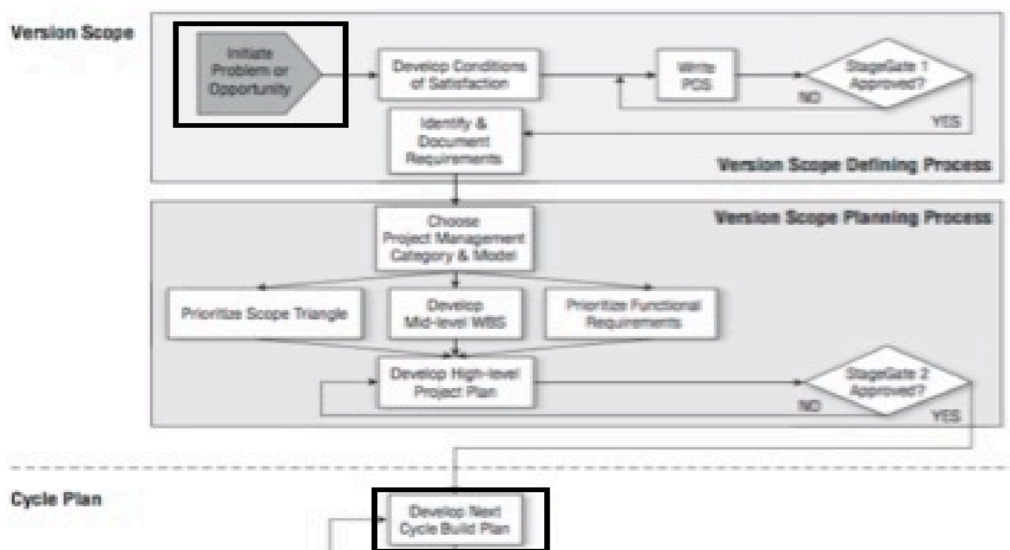 Version Scope
Initiate
Problem or
Opportunity
Develop Conditions
of Satisfaction
Write
POS
StageGate 1
Approved?
NO
YES
Identify &
Document
Requirements
Version Scope Defining Process
Version Scope Planning Process
Choose
Project Management
Category & Model
Prioritize Scope Triangle
Develop
Mid-level WBS
Prioritize Functional
Requirements
Develop High-level
Project Plan
StageGate 2
Approved?
NO
YES
Cycle Plan
Develop Next
Cycle Build Plan